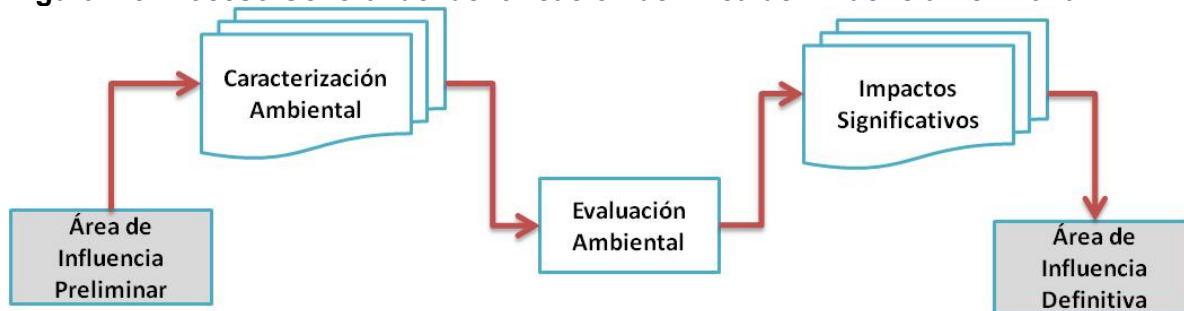 Caracterización
Ambiental
Impactos
Significativos
Evaluación
Ambiental
Área de
Influencia
Preliminar
Área de
Influencia
Definitiva